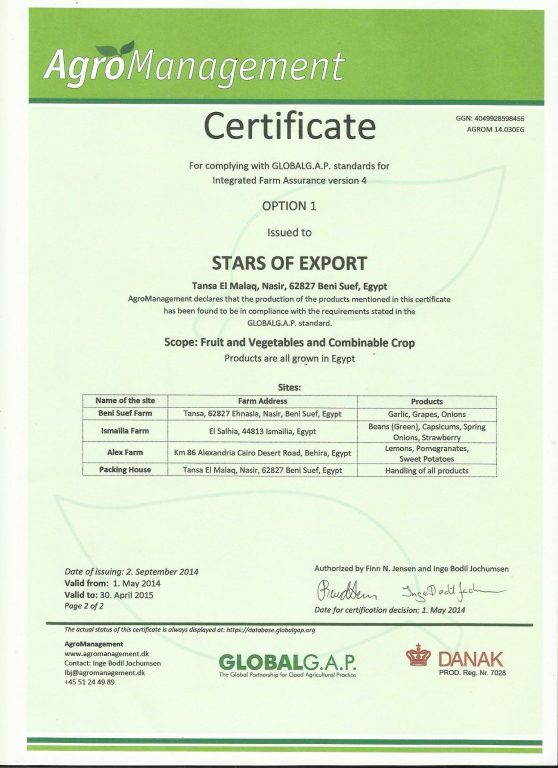 AgroManagement
Certificate
GGN: 4049928598455
AGROM 14.030EG
For complying with GLOBALG.A.P. standards for
Integrated Farm Assurance version 4
OPTION 1
Issued to
STARS OF EXPORT
Tansa El Malaq, Nasir, 62827 Beni Suef, Egypt
AgroManagement declares that the production of the products mentioned in this certificate
has been found to be in compliance with the requirements stated in the
GLOBALG.A.P. standard.
Scope: Fruit and Vegetables and Combinable Crop
Products are all grown in Egypt
Sites:
Name of the site Farm Address Products
Beni Suef Farm Tansa, 62827 Ehnasia, Nasir, Beni Suef, Egypt Garlic, Grapes, Onions
Ismailia Farm El Salhia, 44813 Ismailia, Egypt Beans (Green), Capsicums, Spring
Onions, Strawberry
Alex Farm Km 86 Alexandria Cairo Desert Road, Behira, Egypt Lemons, Pomegranates,
Sweet Potatoes
Packing House Tansa El Malaq, Nasir, 62827 Beni Suef, Egypt Handling of all products
Date of issuing: 2. September 2014
Valid from: 1. May 2014
Valid to: 30. April 2015
Page 2 of 2
Authorized by Finn N. Jensen and Inge Bodil Jochumsen
Date for certification decision: 1. May 2014
The actual status of this certificate is always displayed at: https://database.globalgap.org
AgroManagement
www.agromanagement.dk
Contact: Inge Bodil Jochumsen
ibj@agromanagement.dk
+45 51 24 49 89
GLOBALG.A.P.
The Global Partnership for Good Agricultural Practice
DANAK
PROD. Reg. Nr. 7028